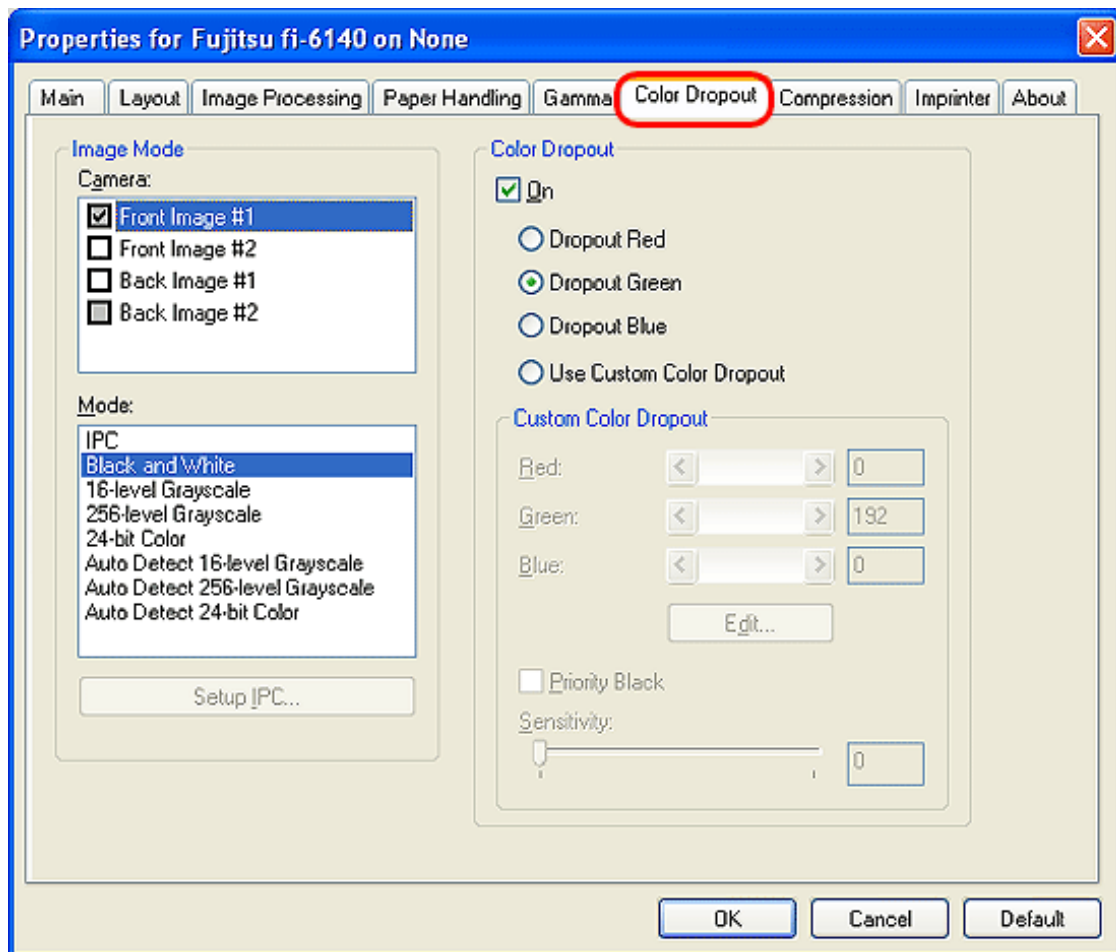 Properties for Fujitsu fi-6140 on None
Main Layout Image Processing Paper Handling Gamma Color Dropout Compression Imprinter About
Image Mode
Camera:
Front Image #1
Front Image #2
Back Image #1
Back Image #2
Mode:
IPC
Black and White
16-level Grayscale
256-level Grayscale
24-bit Color
Auto Detect 16-level Grayscale
Auto Detect 256-level Grayscale
Auto Detect 24-bit Color
Setup IPC...
Color Dropout
On
Dropout Red
Dropout Green
Dropout Blue
Use Custom Color Dropout
Custom Color Dropout
Red: 0
Green: 192
Blue: 0
Edit...
Priority Black
Sensitivity:
0
OK Cancel Default